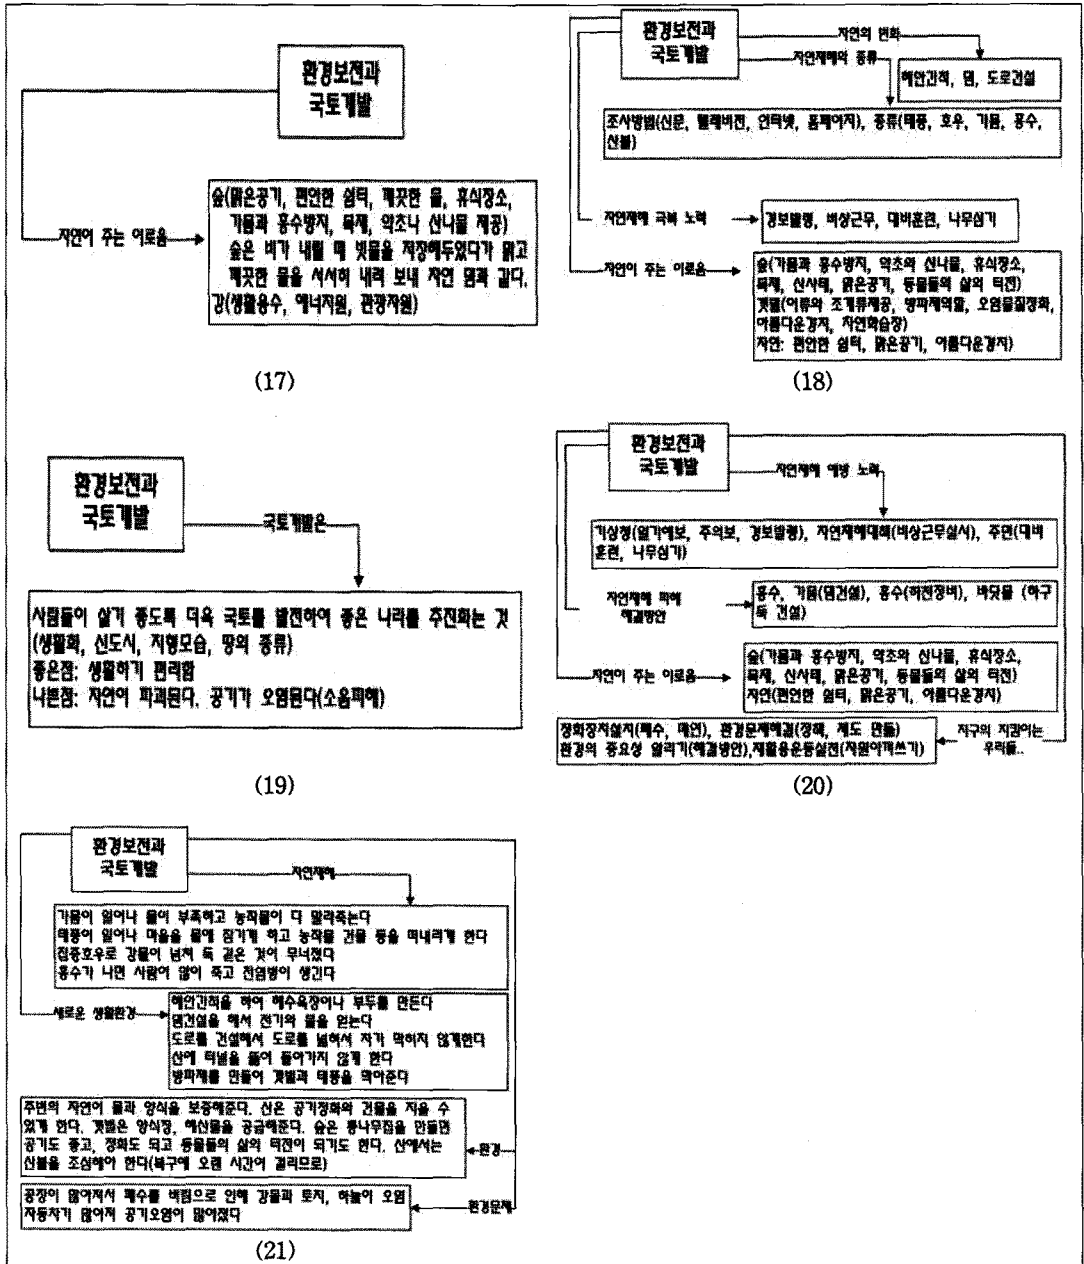 환경보전과
국토개발
자연이 주는 이로움
숲(맑은공기, 편안한 쉼터, 깨끗한 물, 휴식장소,
가뭄과 홍수방지, 목재, 약초나 산나물 제공)
숲은 비가 내릴 때 빗물을 저장해두었다가 맑고
깨끗한 물을 서서히 내려 보내 자연 댐과 같다.
강(생활용수, 에너지원, 관광자원)
(17)
환경보전과
국토개발
자연의 변화
자연재해와 종류
해안간척, 댐, 도로건설
조사방법(신문, 텔레비전, 인터넷, 홈페이지), 종류(태풍, 호우, 가뭄, 홍수,
산불)
자연재해 극복 노력
경보발령, 비상근무, 대비훈련, 나무심기
자연이 주는 이로움
숲(가뭄과 홍수방지, 약초와 산나물, 휴식장소,
목재, 산사태, 맑은공기, 동물들의 삶의 터전)
갯벌(어류와 조개류제공, 방파제역할, 오염물질정화,
아름다운경치, 자연학습장)
자연: 편안한 쉼터, 맑은공기, 아름다운경치)
(18)
환경보전과
국토개발
국토개발은
사람들이 살기 좋도록 더욱 국토를 발전하여 좋은 나라를 추진화는 것
(생활화, 신도시, 지형모습, 땅의 종류)
좋은점: 생활하기 편리함
나쁜점: 자연이 파괴된다, 공기가 오염된다(소음피해)
(19)
환경보전과
국토개발
자연재해 예방 노력
기상청(일기예보, 주의보, 경보발령), 자연재해대책(비상근무실시), 주민(대비
훈련, 나무심기)
자연재해 피해
해결방안
홍수, 가뭄(댐건설), 홍수(하천정비), 바닷물 (하구
둑 건설)
자연이 주는 이로움
숲(가뭄과 홍수방지, 약초와 산나물, 휴식장소,
목재, 산사태, 맑은공기, 동물들의 삶의 터전)
자연(편안한 쉼터, 맑은공기, 아름다운경치)
정화장치설치(폐수, 매연), 환경문제해결(정책, 제도 만듦)
환경의 중요성 알리기(해결방안),재활용운동실천(자원아껴쓰기)
지구의 지킴이는
우리들..
(20)
환경보전과
국토개발
자연재해
가뭄이 일어나 물이 부족하고 농작물이 다 말라죽는다
태풍이 일어나 마을을 물에 잠기게 하고 농작물 건물 등을 떠내려게 한다
집중호우로 강물이 넘쳐 둑 같은 것이 무너졌다
홍수가 나면 사람이 많이 죽고 전염병이 생긴다
새로운 생활환경
해안간척을 하여 해수욕장이나 부두를 만든다
댐건설을 해서 전기와 물을 얻는다
도로를 건설해서 도로를 넓혀서 차가 막히지 않게한다
산에 터널을 뚫어 돌아가지 않게 한다
방파제를 만들어 갯벌과 태풍을 막아준다
주변의 자연이 물과 양식을 보증해준다. 산은 공기정화와 건물을 지을 수
있게 한다. 갯벌은 양식장, 해산물을 공급해준다. 숲은 통나무집을 만들면
공기도 좋고, 정화도 되고 동물들의 삶의 터전이 되기도 한다. 산에서는
산불을 조심해야 한다(복구에 오랜 시간이 걸리므로)
환경
공장이 많아져서 폐수를 버림으로 인해 강물과 토지, 하늘이 오염
자동차가 많아져 공기오염이 많아졌다
환경문제
(21)